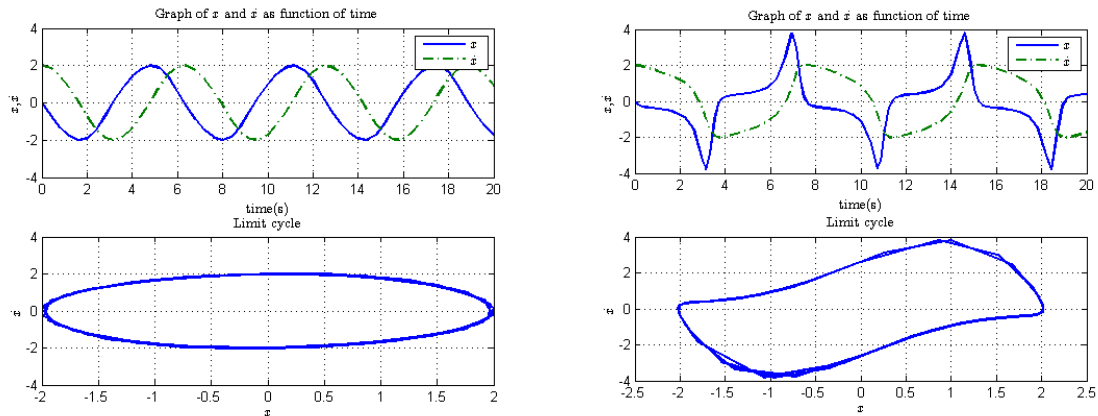 Graph of x and ẋ as function of time
4
2
0
-2
-4
x,ẋ
x
ẋ
0 2 4 6 8 10 12 14 16 18 20
time(s)
Limit cycle
4
2
0
-2
-4
ẋ
-2 -1.5 -1 -0.5 0 0.5 1 1.5 2
x
Graph of x and ẋ as function of time
4
2
0
-2
-4
x,ẋ
x
ẋ
0 2 4 6 8 10 12 14 16 18 20
time(s)
Limit cycle
4
2
0
-2
-4
ẋ
-2.5 -2 -1.5 -1 -0.5 0 0.5 1 1.5 2 2.5
x